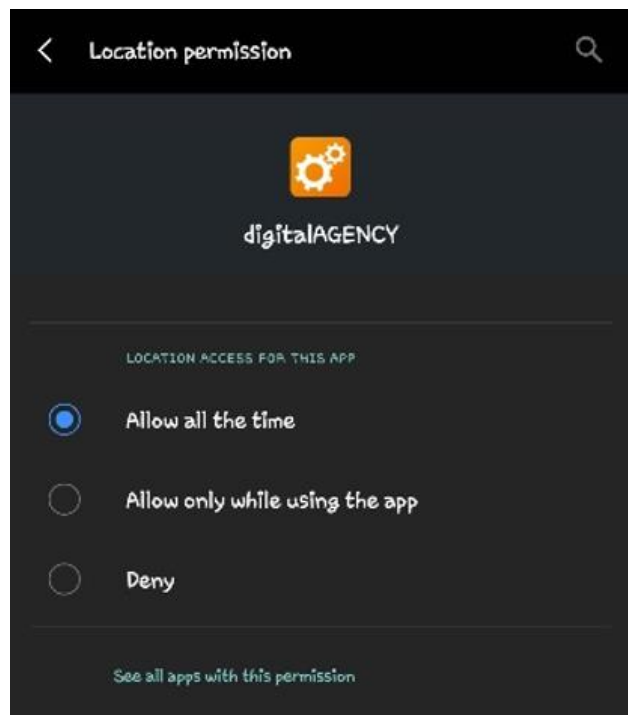 Location permission
digitalAGENCY
LOCATION ACCESS FOR THIS APP
Allow all the time
Allow only while using the app
Deny
See all apps with this permission